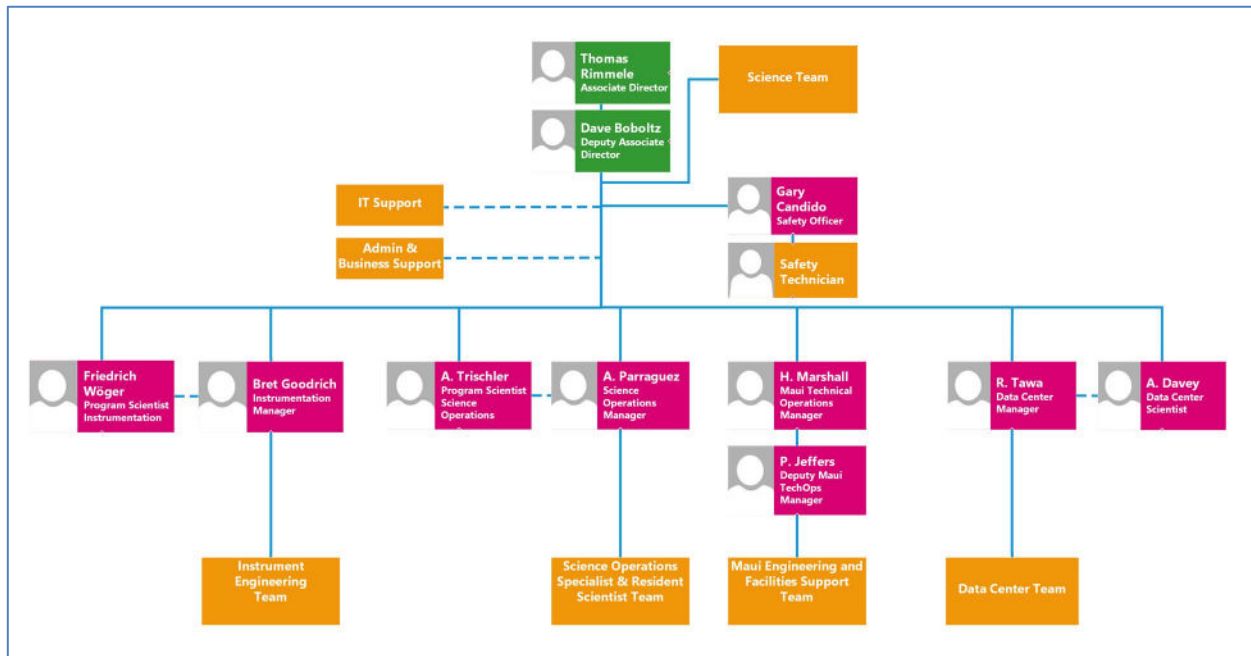 Thomas
Rimmele
Associate Director
Science Team
Dave Boboltz
Deputy Associate
Director
IT Support
Gary
Candido
Safety Officer
Admin &
Business Support
Safety
Technician
Friedrich
Wöger
Program Scientist
Instrumentation
Bret Goodrich
Instrumentation
Manager
A. Trischler
Program Scientist
Science
Operations
A. Parraguez
Science
Operations
Manager
H. Marshall
Maui Technical
Operations
Manager
R. Tawa
Data Center
Manager
A. Davey
Data Center
Scientist
P. Jeffers
Deputy Maui
TechOps
Manager
Instrument
Engineering
Team
Science Operations
Specialist & Resident
Scientist Team
Maui Engineering and
Facilities Support
Team
Data Center Team